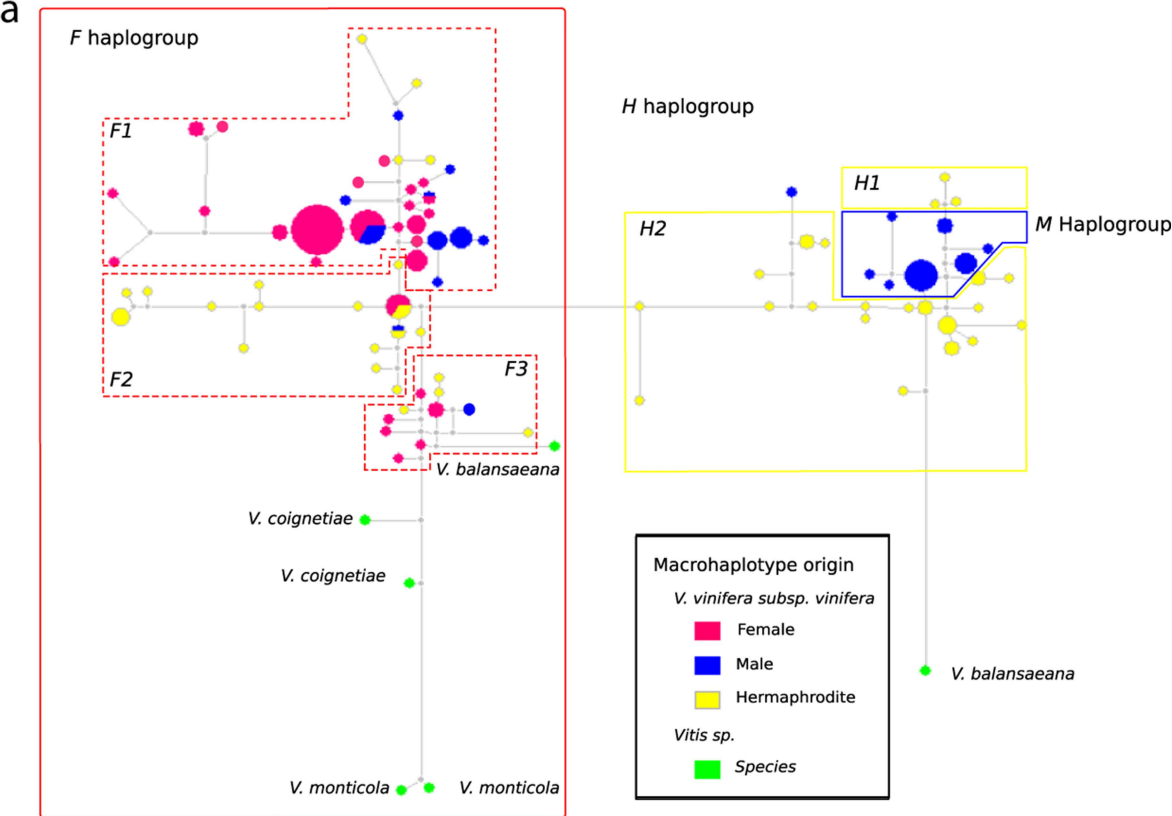 a
F haplogroup
H haplogroup
F1
H1
M Haplogroup
H2
F2
F3
V. balansaeana
V. coignetiae
V. coignetiae
Macrohaplotype origin
V. vinifera subsp. vinifera
Female
Male
Hermaphrodite
Vitis sp.
Species
V. balansaeana
V. monticola
V. monticola